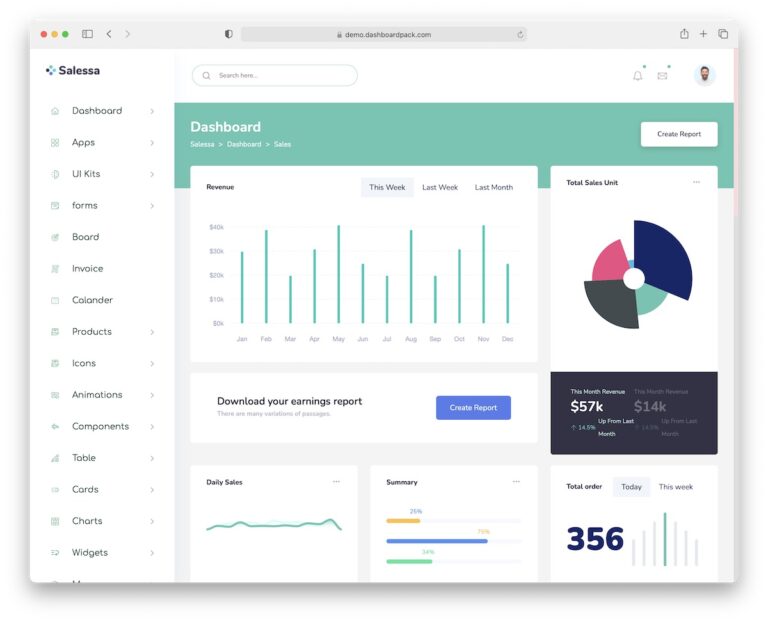 demo.dashboardpack.com
Salessa
Search here...
Dashboard
Apps
UI Kits
forms
Board
Invoice
Calander
Products
Icons
Animations
Components
Table
Cards
Charts
Widgets
Dashboard
Salessa > Dashboard > Sales
Create Report
Revenue
This Week Last Week Last Month
$40k
$30k
$20k
$10k
$0k
Jan Feb Mar Apr May Jun Jul Aug Sep Oct Nov Dec
Total Sales Unit
This Month Revenue
$57k
14.5% Up From Last
Month
This Month Revenue
$14k
14.5% Up From Last
Month
Download your earnings report
There are many variations of passages.
Create Report
Daily Sales
Summary
25%
75%
34%
Total order Today This week
356